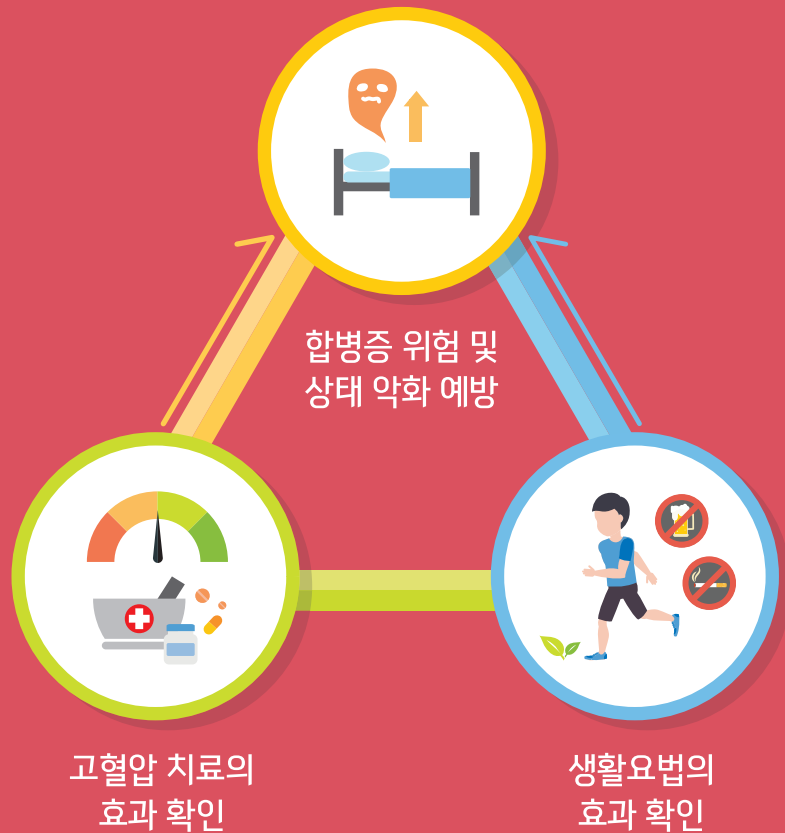 합병증 위험 및
상태 악화 예방
고혈압 치료의
효과 확인
생활요법의
효과 확인